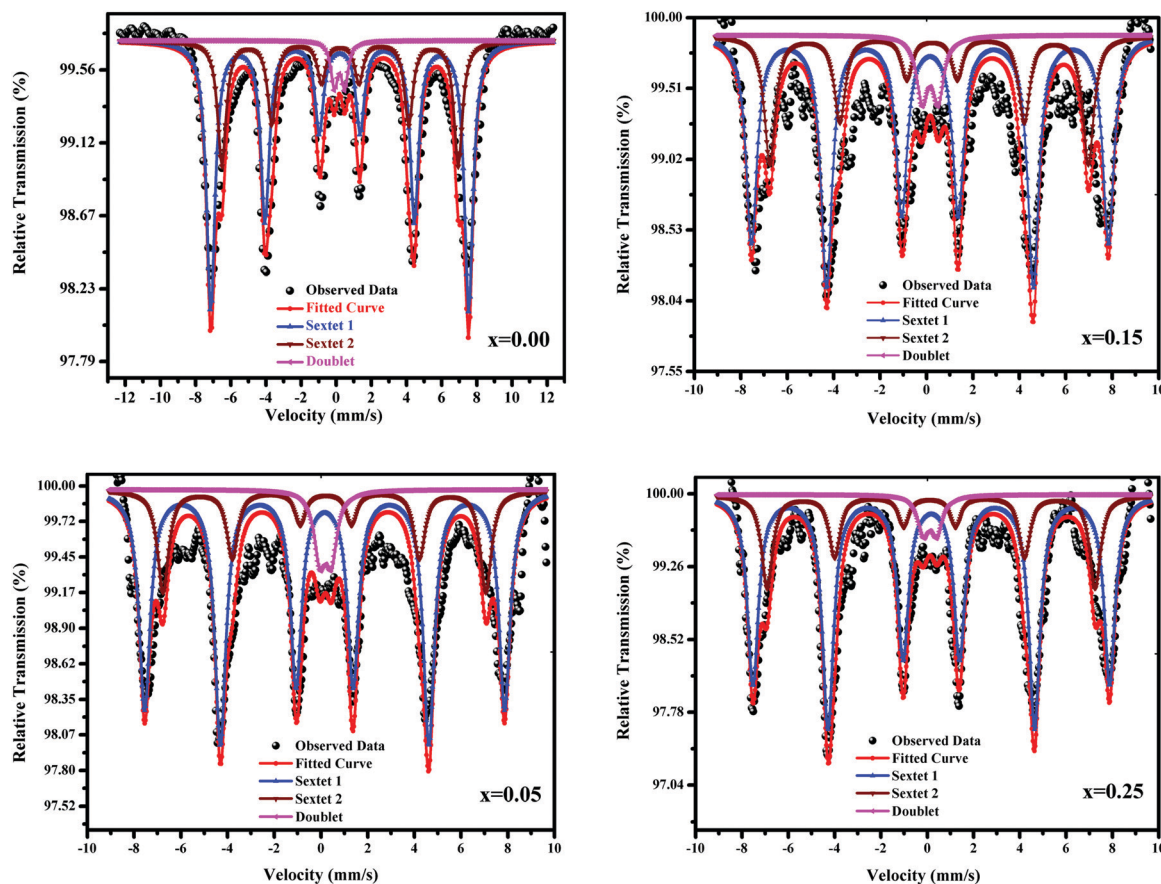 Relative Transmission (%)
99.56
99.12
98.67
98.23
97.79
Observed Data
Fitted Curve
Sextet 1
Sextet 2
Doublet
x=0.00
-12 -10 -8 -6 -4 -2 0 2 4 6 8 10 12
Velocity (mm/s)
Relative Transmission (%)
100.00
99.51
99.02
98.53
98.04
97.55
Observed Data
Fitted Curve
Sextet 1
Sextet 2
Doublet
x=0.15
-10 -8 -6 -4 -2 0 2 4 6 8 10
Velocity (mm/s)
Relative Transmission (%)
100.00
99.72
99.45
99.17
98.90
98.62
98.35
98.07
97.80
97.52
Observed Data
Fitted Curve
Sextet 1
Sextet 2
Doublet
x=0.05
-10 -8 -6 -4 -2 0 2 4 6 8 10
Velocity (mm/s)
Relative Transmission (%)
100.00
99.26
98.52
97.78
97.04
Observed Data
Fitted Curve
Sextet 1
Sextet 2
Doublet
x=0.25
-10 -8 -6 -4 -2 0 2 4 6 8 10
Velocity (mm/s)